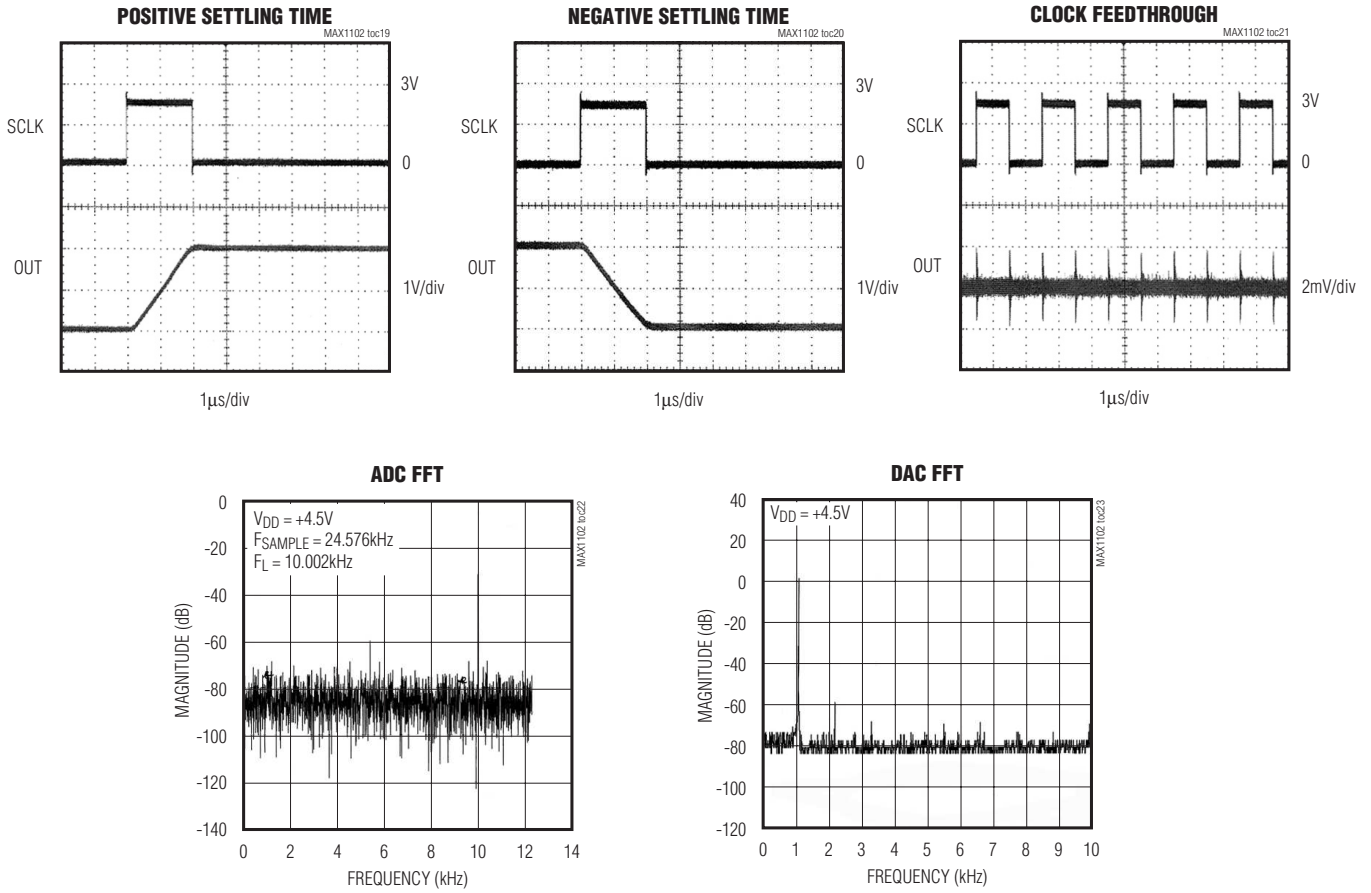 POSITIVE SETTLING TIME
MAX1102 toc19
3V
SCLK
0
OUT
1V/div
1μs/div
NEGATIVE SETTLING TIME
MAX1102 toc20
3V
SCLK
0
OUT
1V/div
1μs/div
CLOCK FEEDTHROUGH
MAX1102 toc21
3V
SCLK
0
OUT
2mV/div
1μs/div
ADC FFT
MAX1102 toc22
VDD = +4.5V
FSAMPLE = 24.576kHz
FL = 10.002kHz
MAGNITUDE (dB)
0
-20
-40
-60
-80
-100
-120
-140
0 2 4 6 8 10 12 14
FREQUENCY (kHz)
DAC FFT
MAX1102 toc23
VDD = +4.5V
MAGNITUDE (dB)
40
20
0
-20
-40
-60
-80
-100
-120
0 1 2 3 4 5 6 7 8 9 10
FREQUENCY (kHz)